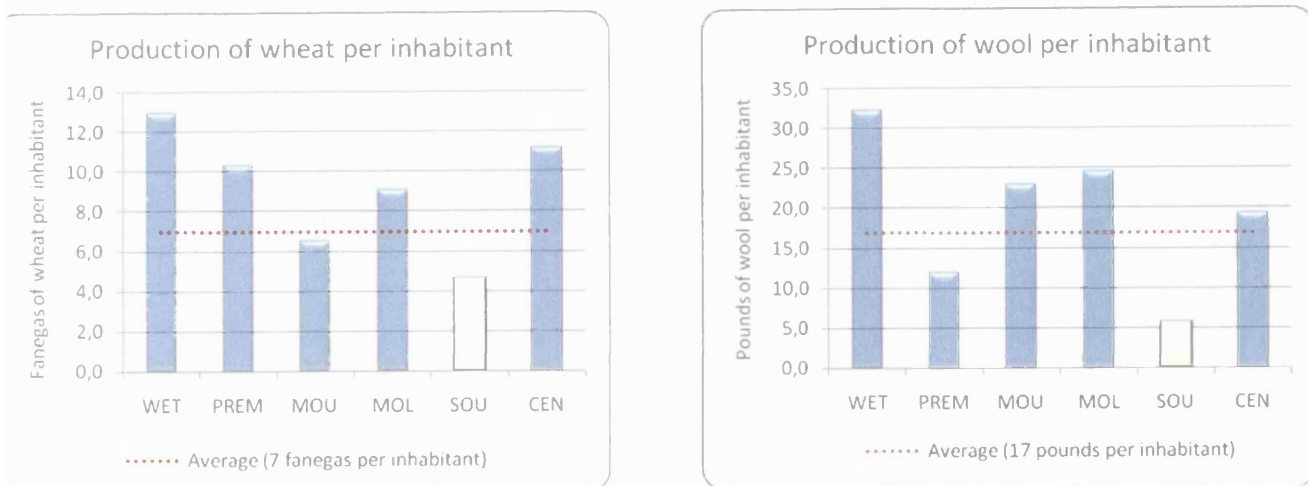 Production of wheat per inhabitant
Fanegas of wheat per inhabitant
14,0
12,0
10,0
8,0
6,0
4,0
2,0
0,0
WET PREM MOU MOL SOU CEN
Average (7 fanegas per inhabitant)
Production of wool per inhabitant
Pounds of wool per inhabitant
35,0
30,0
25,0
20,0
15,0
10,0
5,0
0,0
WET PREM MOU MOL SOU CEN
Average (17 pounds per inhabitant)